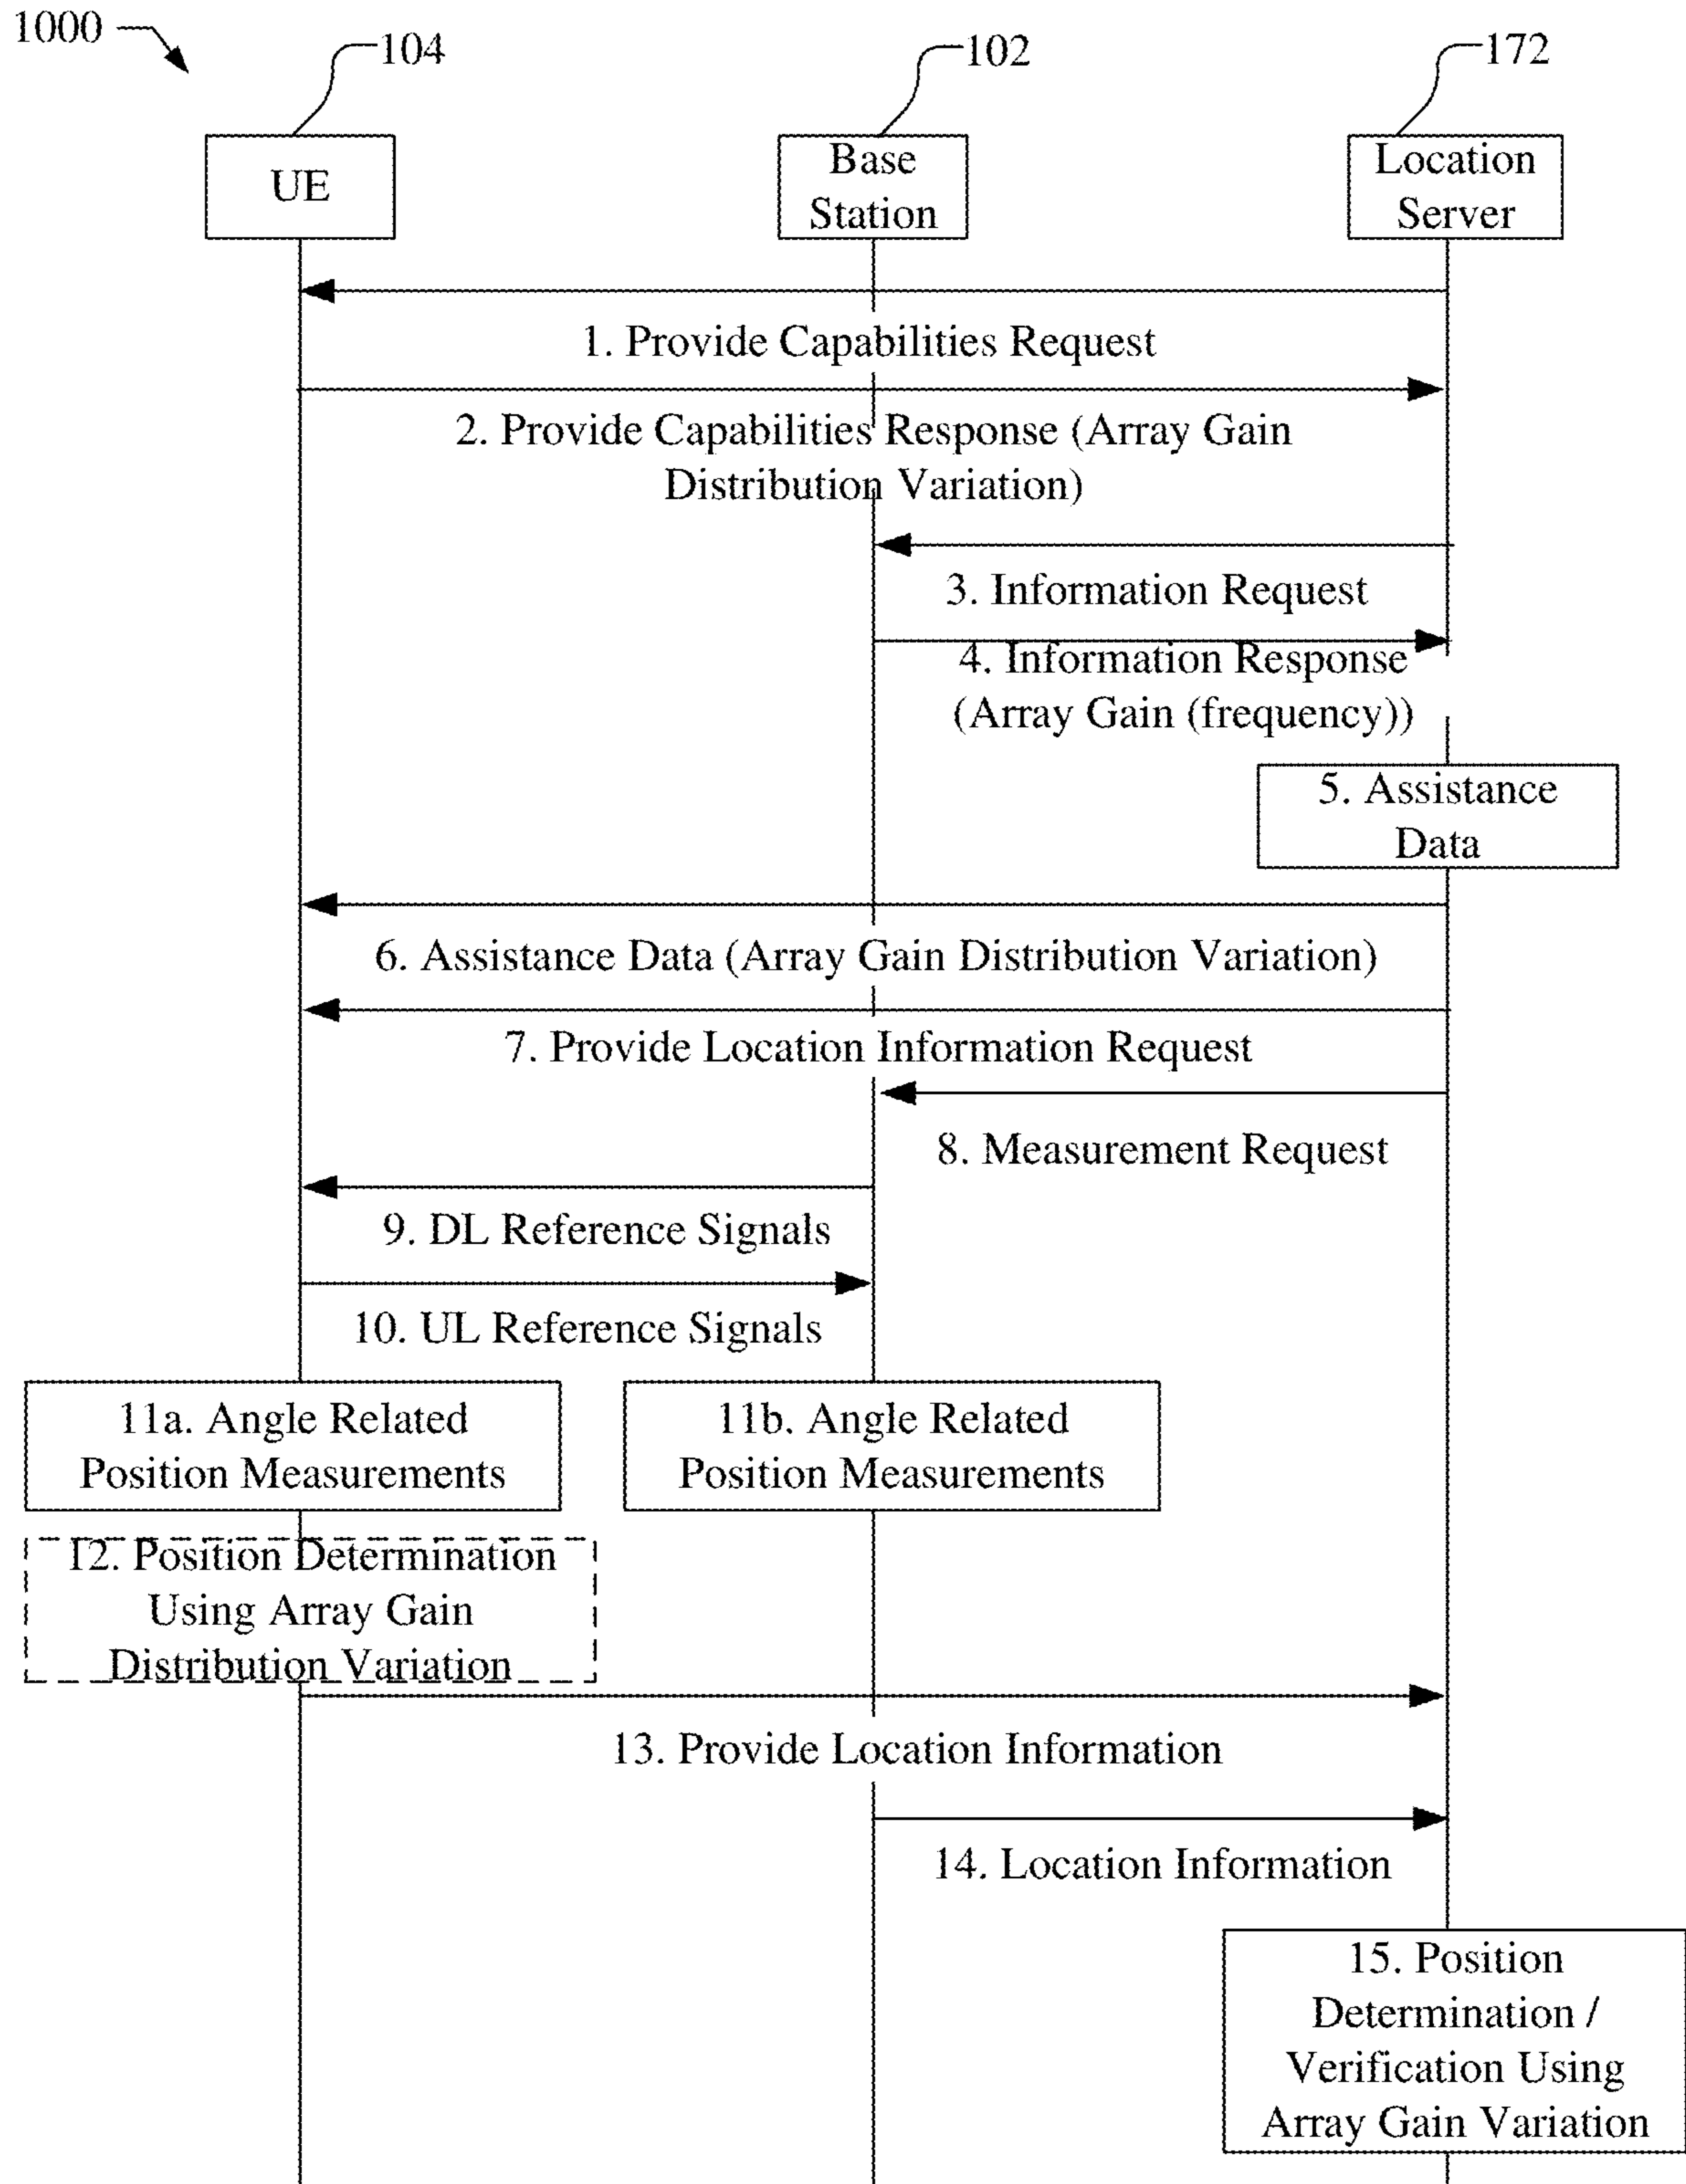 1000
104
102
172
UE
Base
Station
Location
Server
1. Provide Capabilities Request
2. Provide Capabilities Response (Array Gain
Distribution Variation)
3. Information Request
4. Information Response
(Array Gain (frequency))
5. Assistance
Data
6. Assistance Data (Array Gain Distribution Variation)
7. Provide Location Information Request
8. Measurement Request
9. DL Reference Signals
10. UL Reference Signals
11a. Angle Related
Position Measurements
11b. Angle Related
Position Measurements
12. Position Determination
Using Array Gain
Distribution Variation
13. Provide Location Information
14. Location Information
15. Position
Determination /
Verification Using
Array Gain Variation